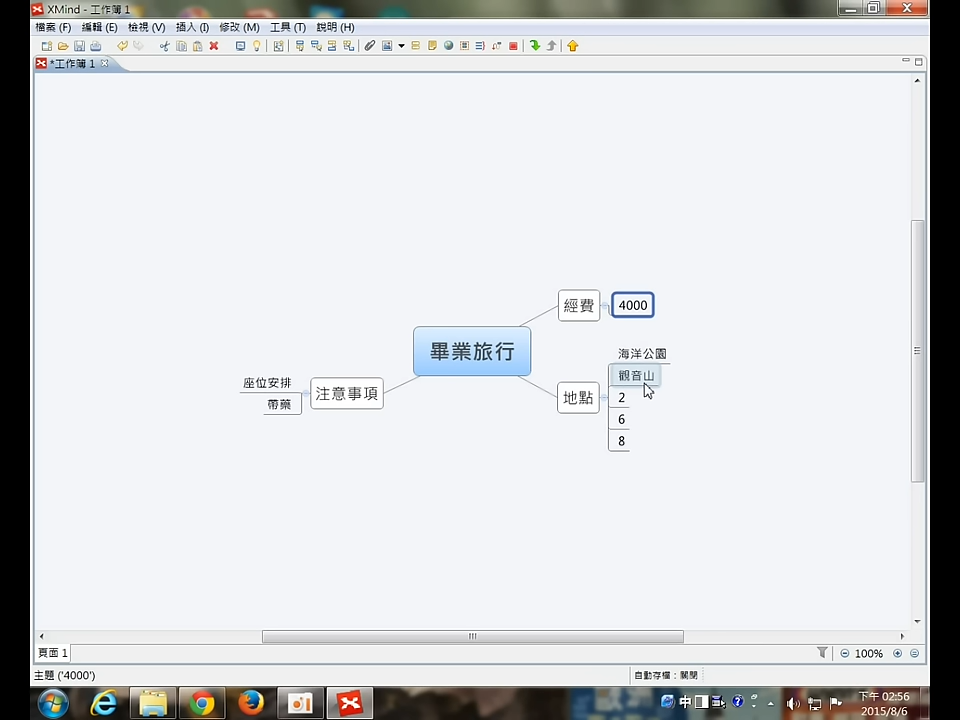 XMind - 工作簿 1
檔案 (F) 編輯 (E) 檢視 (V) 插入 (I) 修改 (M) 工具 (T) 說明 (H)
*工作簿 1
經費
4000
畢業旅行
海洋公園
觀音山
地點
2
6
8
座位安排
注意事項
帶藥
頁面 1
100%
主題 ('4000')
自動存檔：關閉
中
下午 02:56
2015/8/6